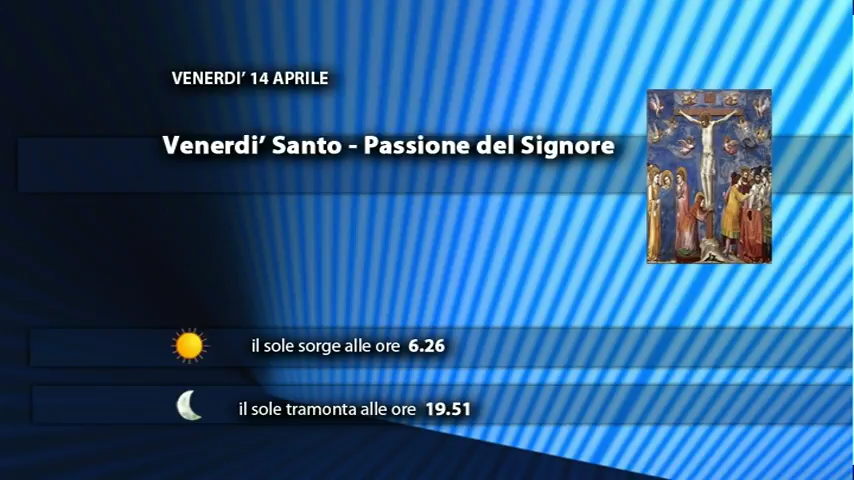 VENERDI’ 14 APRILE
Venerdi’ Santo - Passione del Signore
il sole sorge alle ore 6.26
il sole tramonta alle ore 19.51